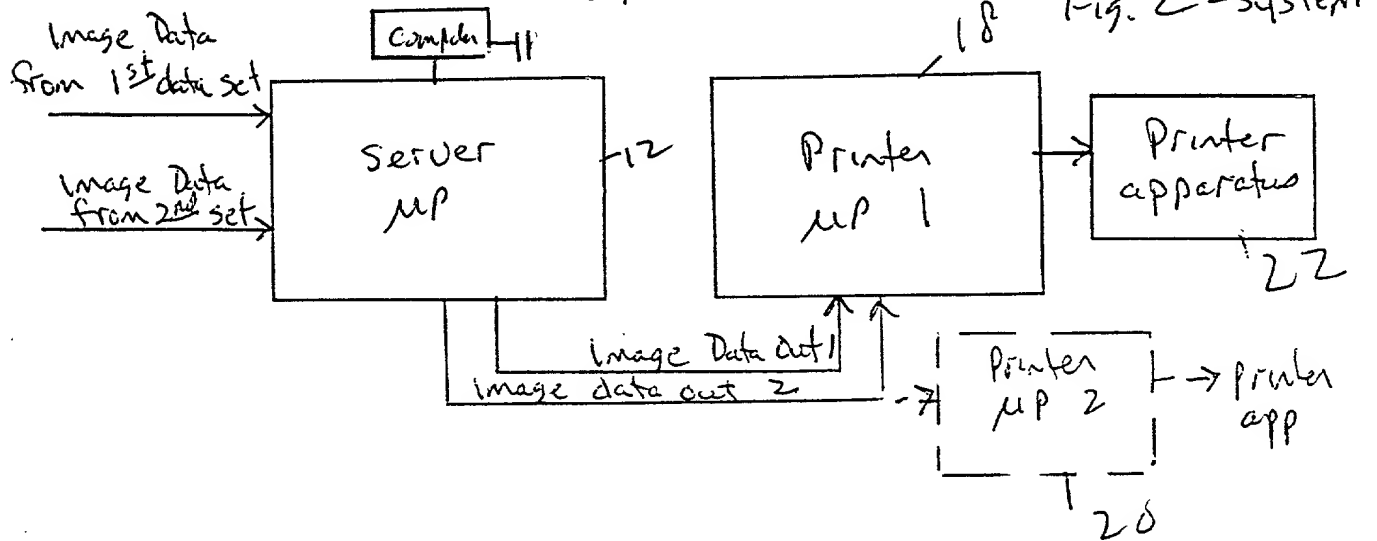 Fig. 2 - System
Image Data
from 1st data set
Image Data
from 2nd set
11
Server
μP
12
18
Printer
μP 1
Printer
apparatus
22
Image Data Out 1
Image data out 2
Printer
μP 2
printer
app
20